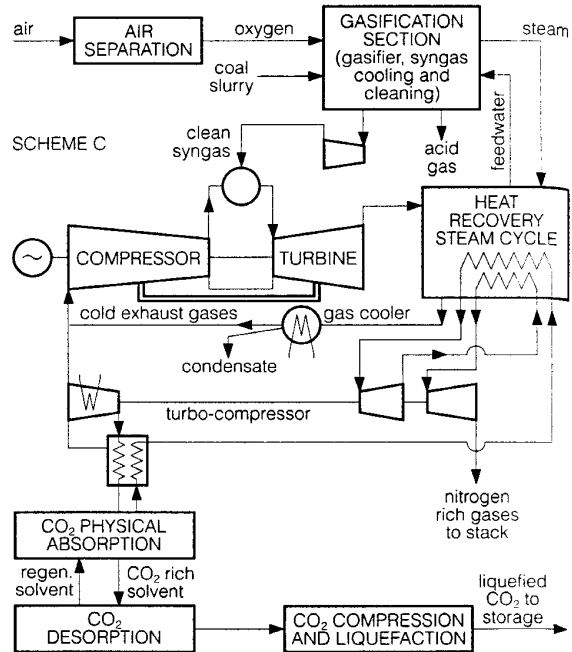 air
AIR
SEPARATION
oxygen
coal
slurry
GASIFICATION
SECTION
(gasifier, syngas
cooling and
cleaning)
steam
feedwater
acid
gas
clean
syngas
SCHEME C
HEAT
RECOVERY
STEAM CYCLE
COMPRESSOR
TURBINE
cold exhaust gases
gas cooler
condensate
turbo-compressor
nitrogen
rich gases
to stack
CO₂ PHYSICAL
ABSORPTION
regen.
solvent
CO₂ rich
solvent
CO₂
DESORPTION
CO₂ COMPRESSION
AND LIQUEFACTION
liquefied
CO₂ to
storage